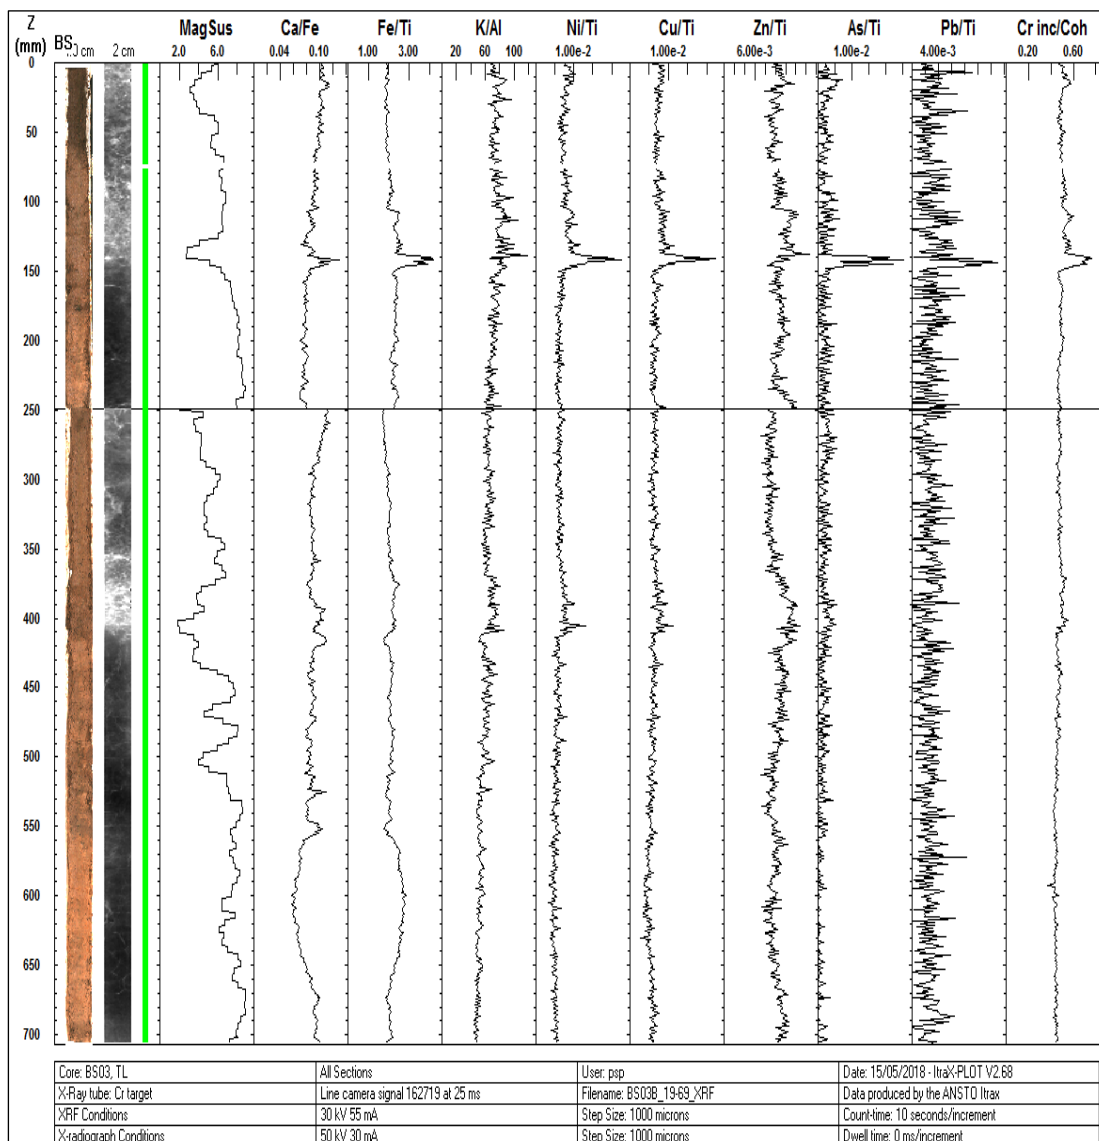 Z MagSus Ca/Fe Fe/Ti K/Al Ni/Ti Cu/Ti Zn/Ti As/Ti Pb/Ti Cr inc/Coh
(mm) BS .0 cm 2 cm 2.0 6.0 0.04 0.10 1.00 3.00 20 60 100 1.00e-2 1.00e-2 6.00e-3 1.00e-2 4.00e-3 0.20 0.60
0
50
100
150
200
250
300
350
400
450
500
550
600
650
700
Core: BS03, TL All Sections User: psp Date: 15/05/2018 - ItraX-PLOT V2.68
X-Ray tube: Cr target Line camera signal 162719 at 25 ms Filename: BS03B_19-69_XRF Data produced by the ANSTO Itrax
XRF Conditions 30 kV 55 mA Step Size: 1000 microns Count-time: 10 seconds/increment
X-radiograph Conditions 50 kV 30 mA Step Size: 1000 microns Dwell time: 0 ms/increment